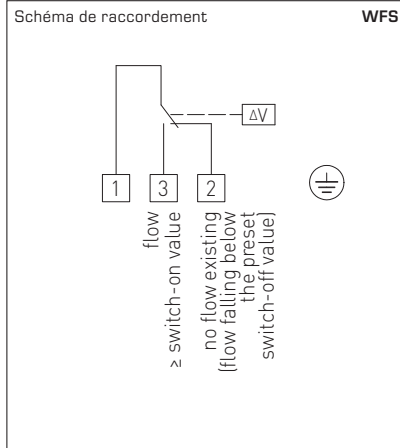 Schéma de raccordement
WFS
ΔV
1
3
2
flow
≥ switch-on value
no flow existing
(flow falling below
the preset
switch-off value)